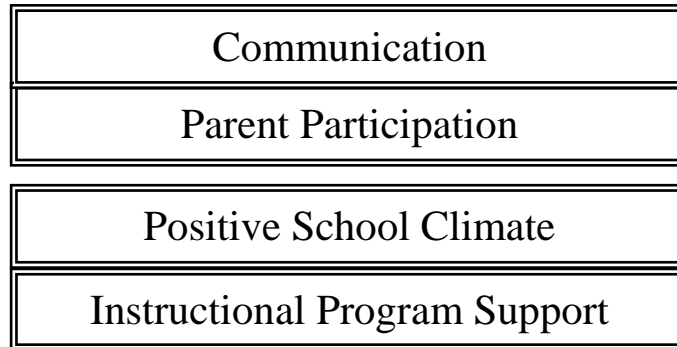 Communication
Parent Participation
Positive School Climate
Instructional Program Support